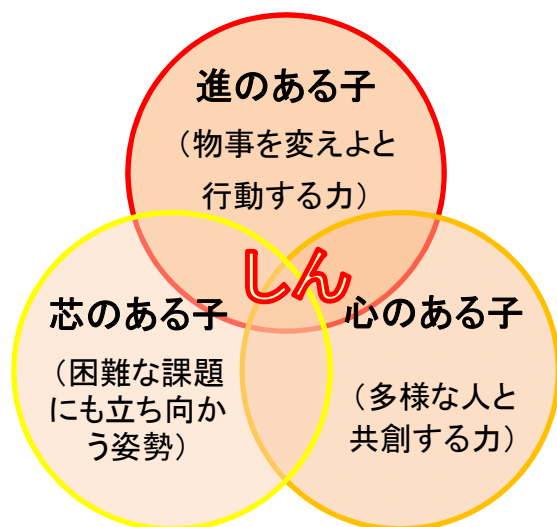 進のある子
（物事を変えよと
行動する力）
しん
芯のある子
（困難な課題
にも立ち向か
う姿勢）
心のある子
（多様な人と
共創する力）